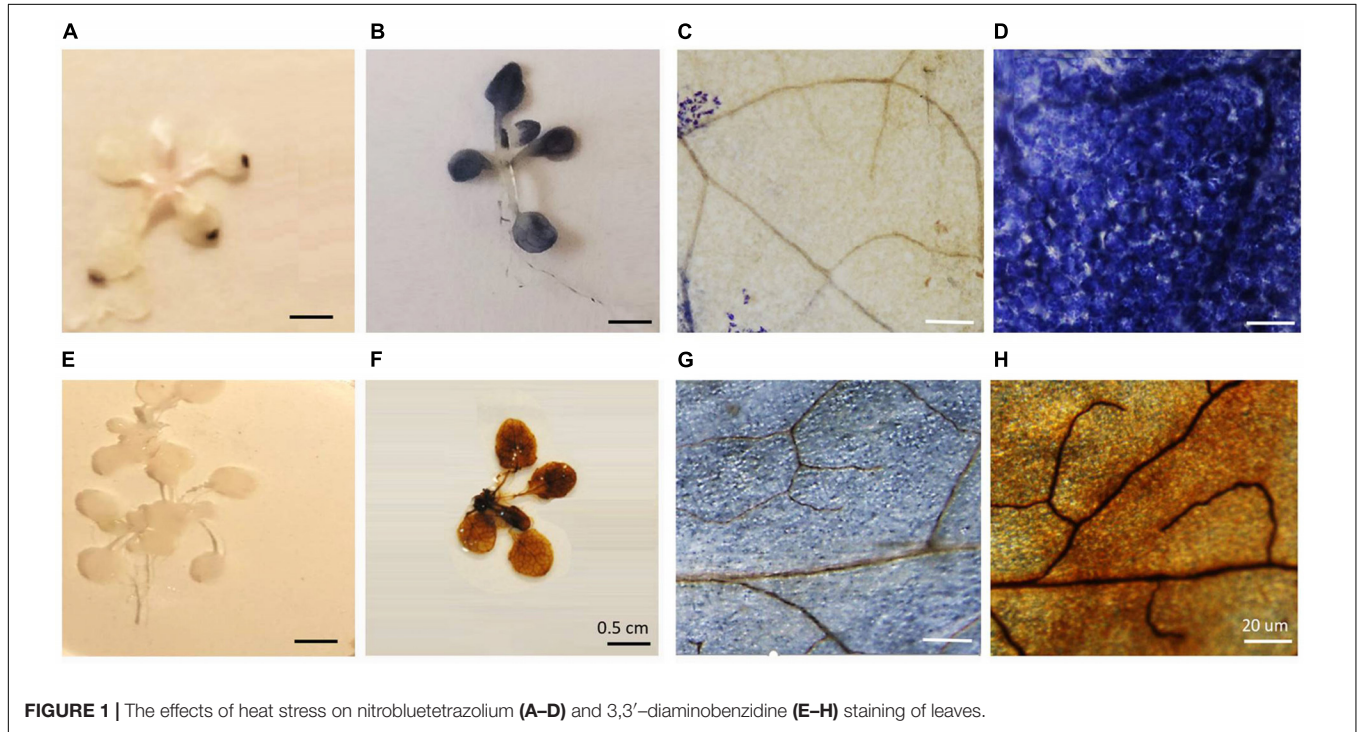 A B C D
E F G H
0.5 cm 20 um
FIGURE 1 | The effects of heat stress on nitrobluetetrazolium (A–D) and 3,3′–diaminobenzidine (E–H) staining of leaves.